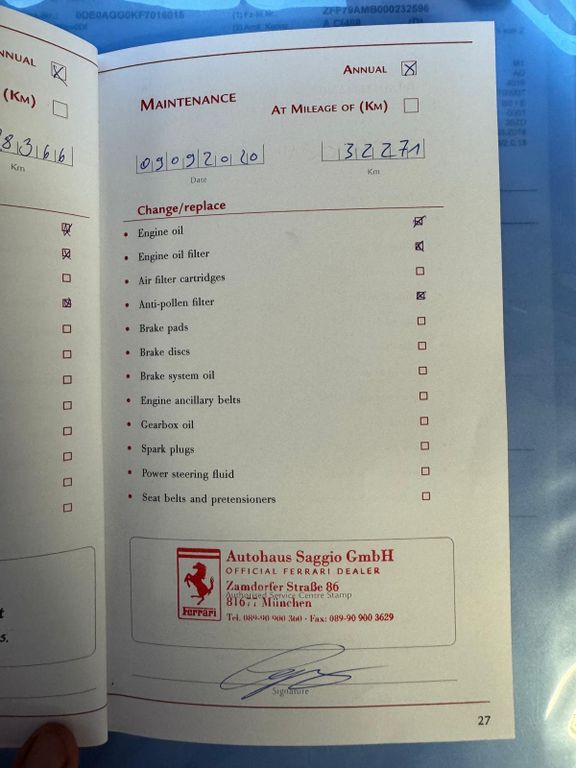 0DE0AGG0KF7016015
ZFF79AMB000232596
ANNUAL
(KM)
8366
Km
ANNUAL
MAINTENANCE
AT MILEAGE OF (KM)
09092020
32271
Date
Km
Change/replace
• Engine oil
• Engine oil filter
• Air filter cartridges
• Anti-pollen filter
• Brake pads
• Brake discs
• Brake system oil
• Engine ancillary belts
• Gearbox oil
• Spark plugs
• Power steering fluid
• Seat belts and pretensioners
Autohaus Saggio GmbH
OFFICIAL FERRARI DEALER
Zamdorfer Straße 86
Authorised Service Centre Stamp
München
Ferrari
Tel. 089-90 900 360 · Fax: 089-90 900 3629
Signature
27